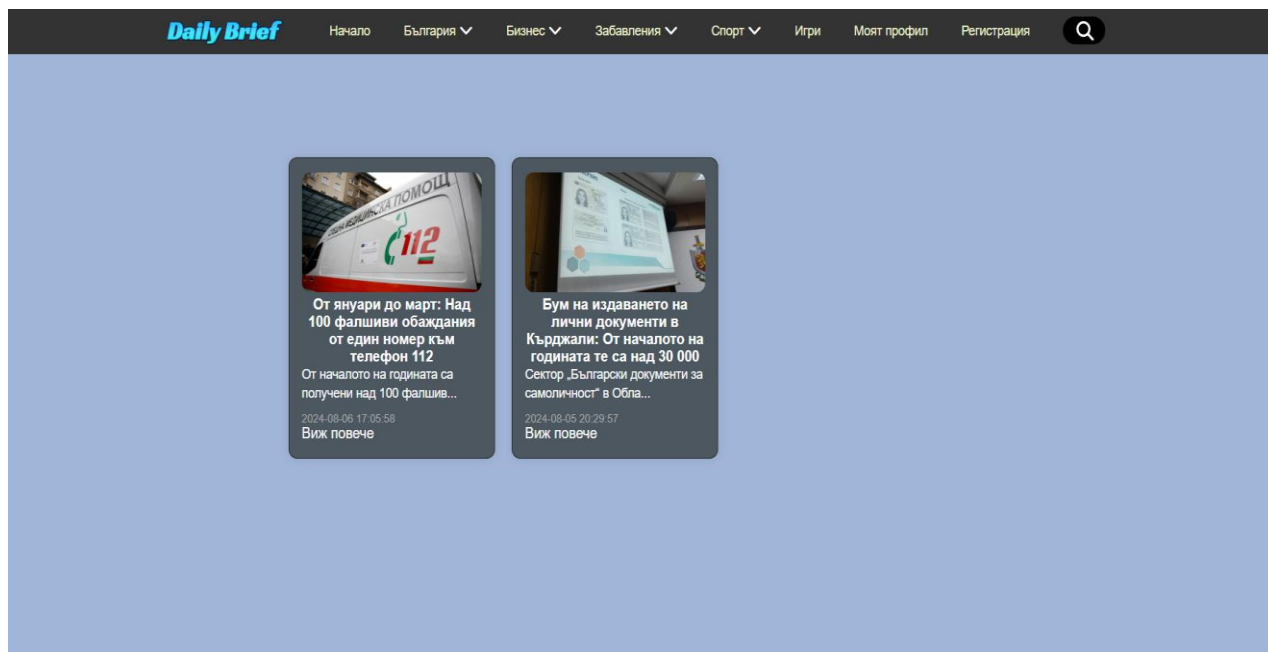 Daily Brief Начало България Бизнес Забавления Спорт Игри Моят профил Регистрация
112
От януари до март: Над
100 фалшиви обаждания
от един номер към
телефон 112
От началото на годината са
получени над 100 фалшив...
2024-08-06 17:05:58
Виж повече
Бум на издаването на
лични документи в
Кърджали: От началото на
годината те са над 30 000
Сектор „Български документи за
самоличност“ в Обла...
2024-08-05 20:29:57
Виж повече